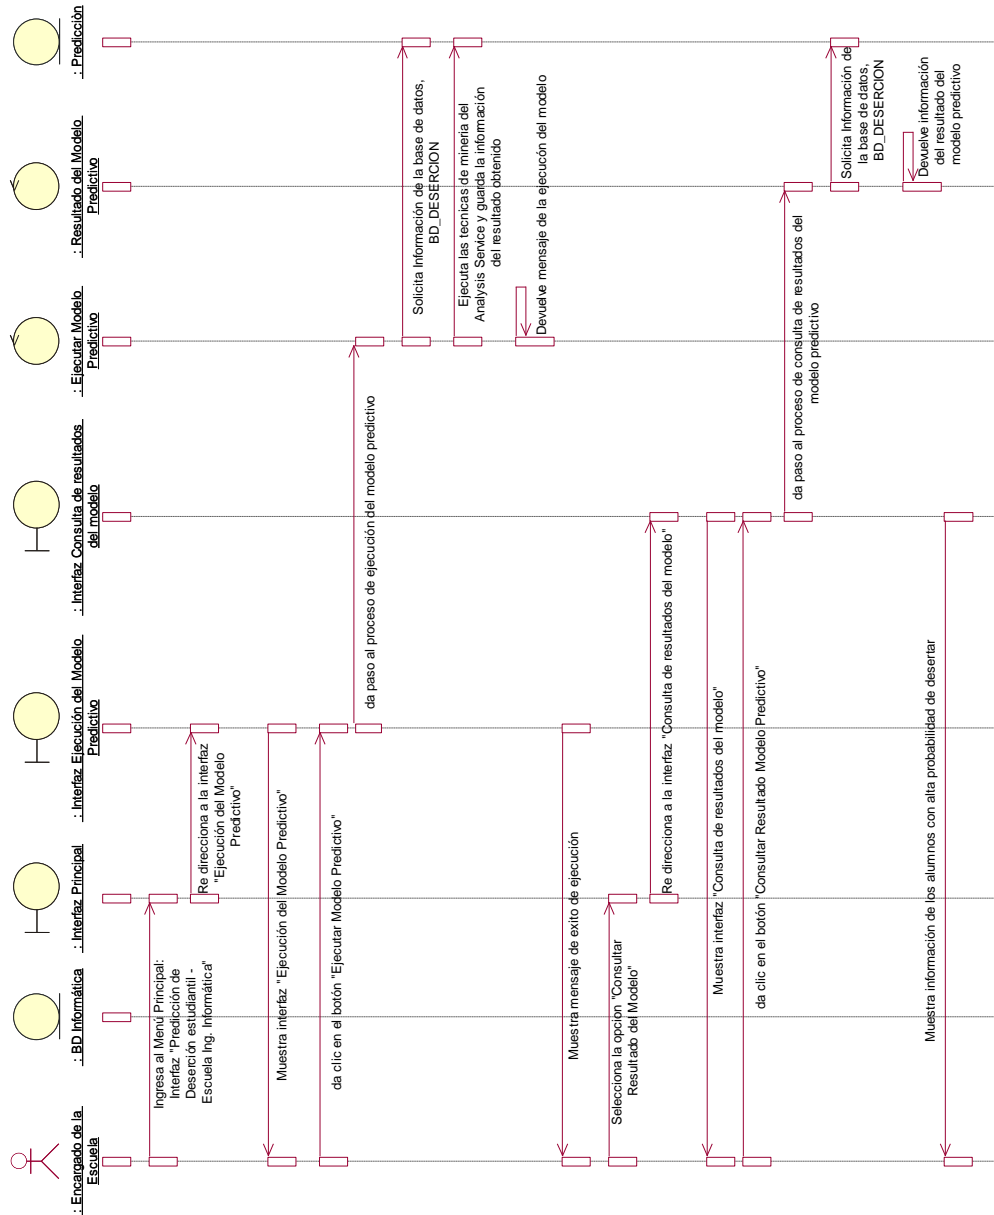 : Encargado de la
Escuela
: BD Informática
: Interfaz Principal
: Interfaz Ejecución del Modelo
Predictivo
: Interfaz Consulta de resultados
del modelo
: Ejecutar Modelo
Predictivo
: Resultado del Modelo
Predictivo
: Predicción
Ingresa al Menú Principal:
Interfaz "Predicción de
Deserción estudiantil -
Escuela Ing. Informática"
Re direcciona a la interfaz
"Ejecución del Modelo
Predictivo"
Muestra interfaz "Ejecución del Modelo Predictivo"
da clic en el botón "Ejecutar Modelo Predictivo"
da paso al proceso de ejecución del modelo predictivo
Solicita Información de la base de datos,
BD_DESERCION
Ejecuta las tecnicas de mineria del
Analysis Service y guarda la información
del resultado obtenido
Devuelve mensaje de la ejecucón del modelo
Muestra mensaje de exito de ejecución
Selecciona la opcion "Consultar
Resultado del Modelo"
Re direcciona a la interfaz "Consulta de resultados del modelo"
Muestra interfaz "Consulta de resultados del modelo"
da clic en el botón "Consultar Resultado Modelo Predictivo"
da paso al proceso de consulta de resultados del
modelo predictivo
Solicita Información de
la base de datos,
BD_DESERCION
Devuelve información
del resultado del
modelo predictivo
Muestra información de los alumnos con alta probabilidad de desertar